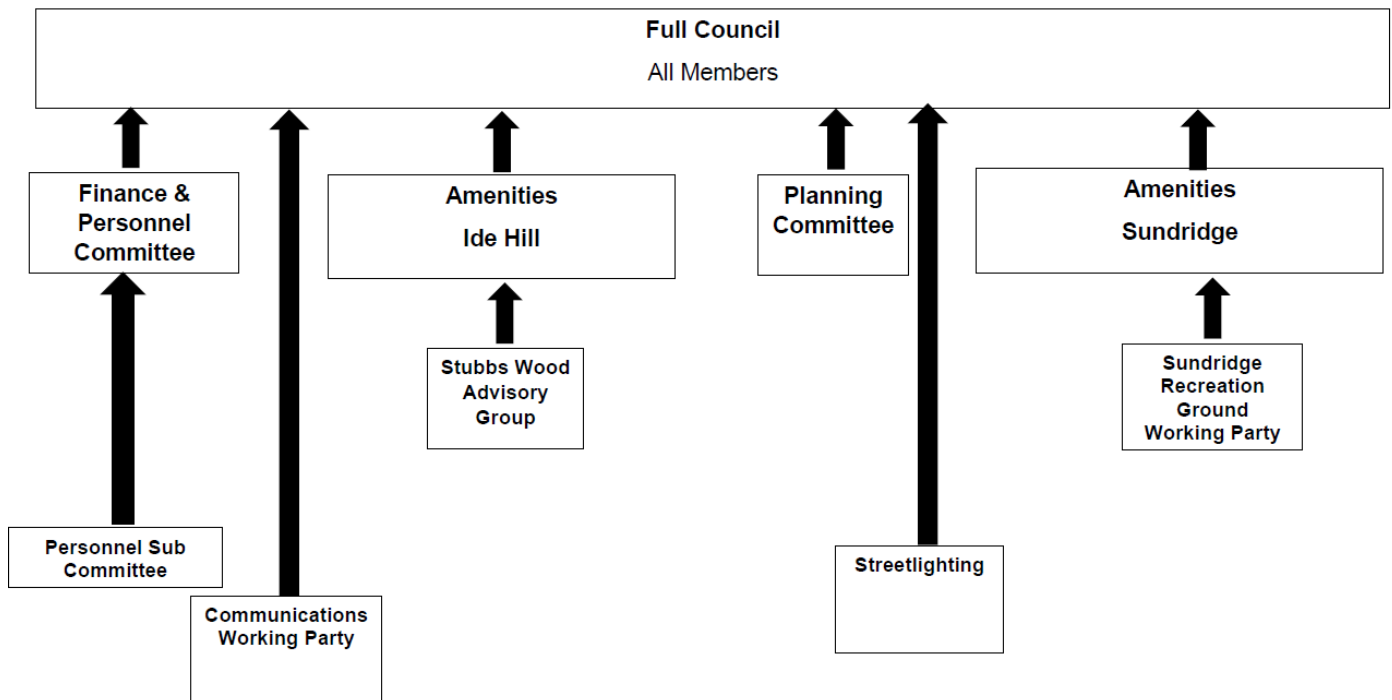 Full Council
All Members
Finance &
Personnel
Committee
Amenities
Ide Hill
Planning
Committee
Amenities
Sundridge
Stubbs Wood
Advisory
Group
Sundridge
Recreation
Ground
Working Party
Personnel Sub
Committee
Communications
Working Party
Streetlighting